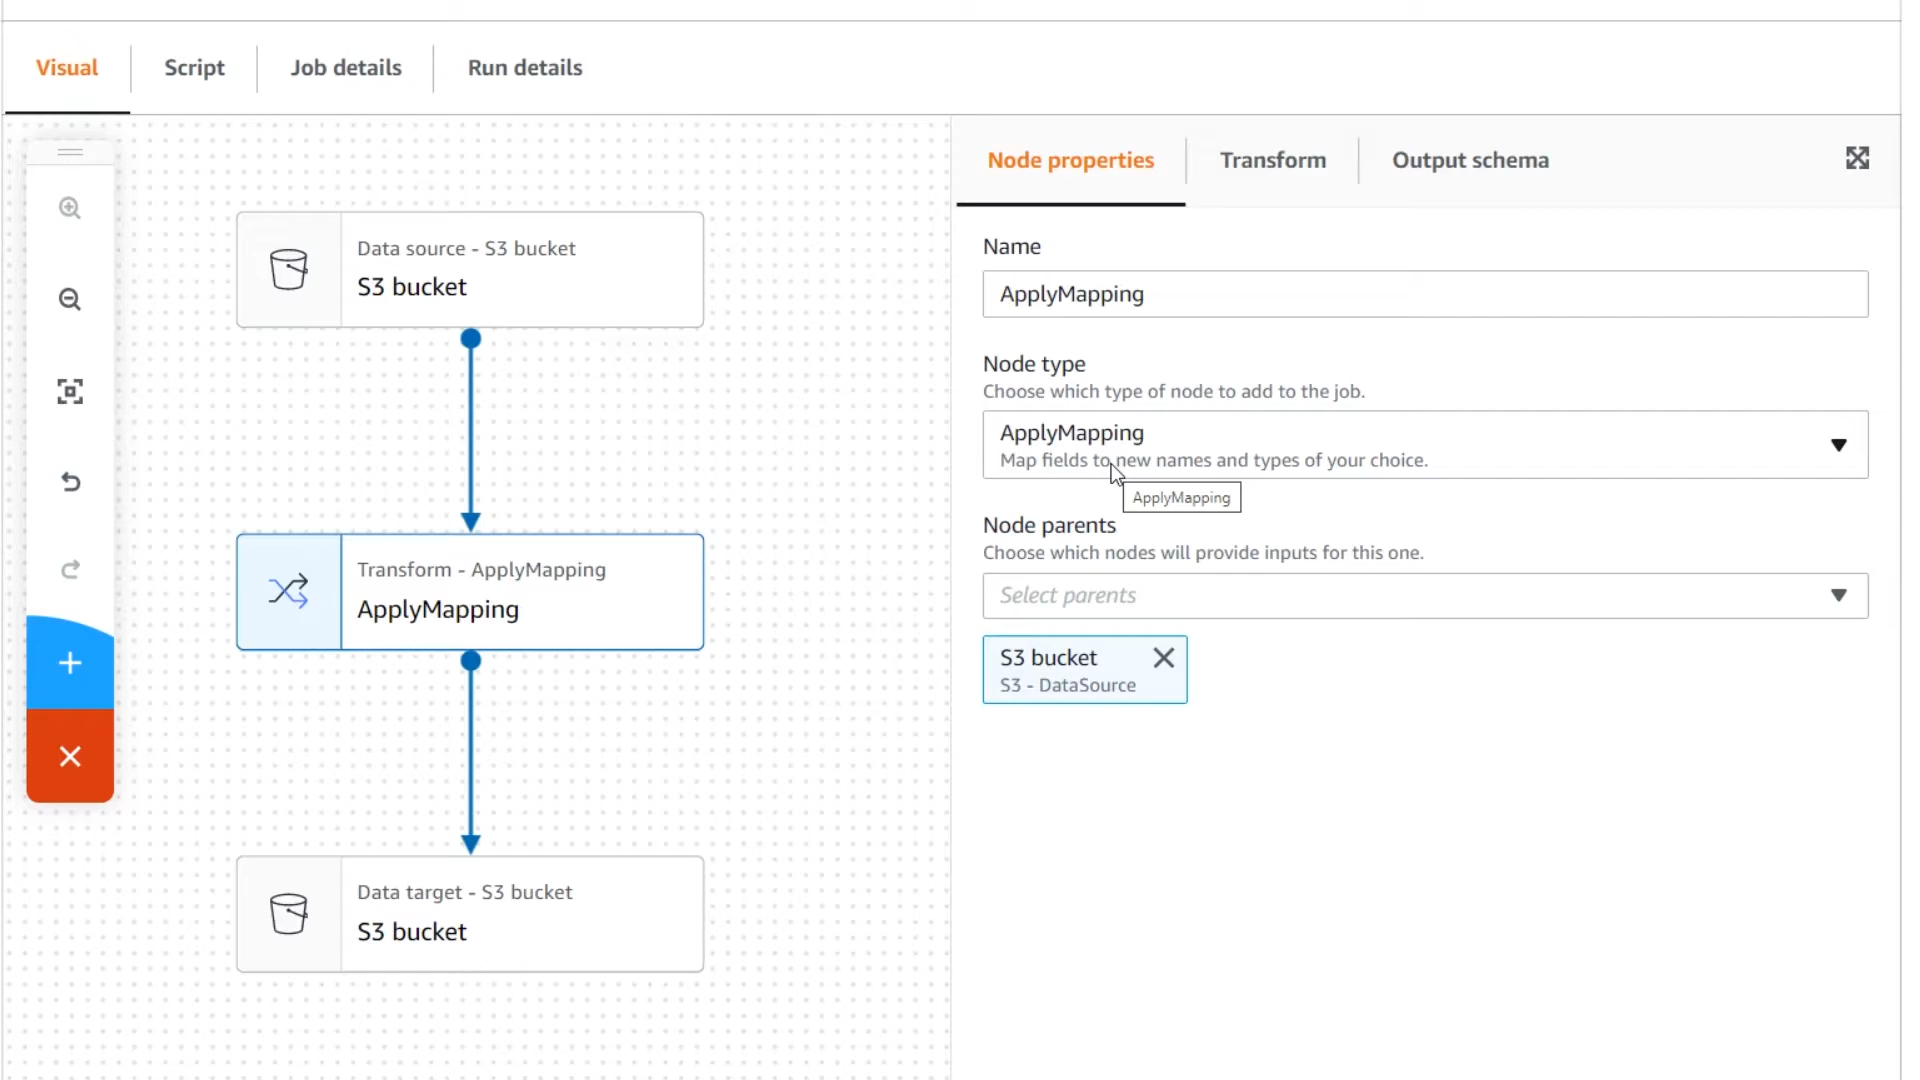 Visual
Script
Job details
Run details
Data source - S3 bucket
S3 bucket
Transform - ApplyMapping
ApplyMapping
Data target - S3 bucket
S3 bucket
Node properties
Transform
Output schema
Name
ApplyMapping
Node type
Choose which type of node to add to the job.
ApplyMapping
Map fields to new names and types of your choice.
ApplyMapping
Node parents
Choose which nodes will provide inputs for this one.
Select parents
S3 bucket
S3 - DataSource